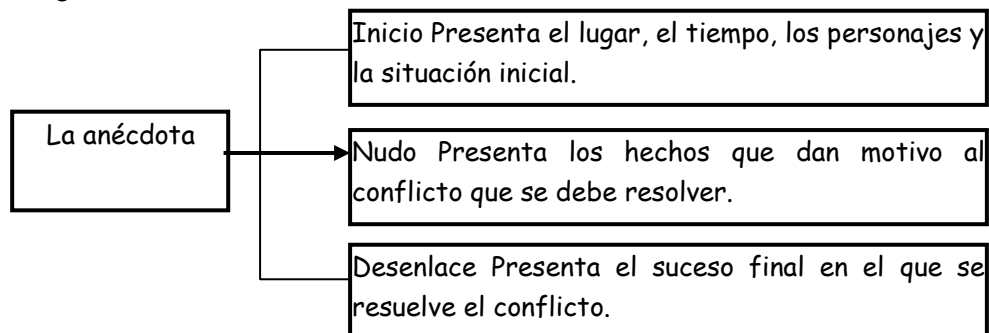 La anécdota
Inicio Presenta el lugar, el tiempo, los personajes y
la situación inicial.
Nudo Presenta los hechos que dan motivo al
conflicto que se debe resolver.
Desenlace Presenta el suceso final en el que se
resuelve el conflicto.